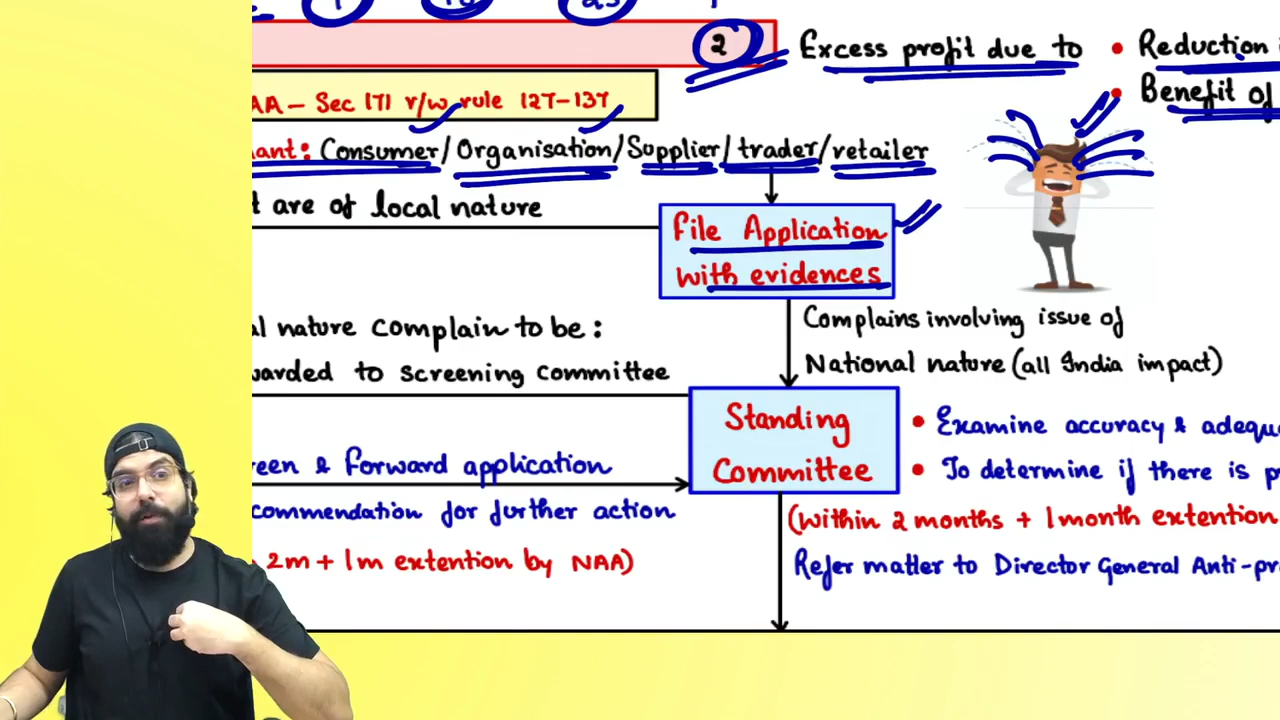 2 Excess profit due to • Reduction
• Benefit of
AA – Sec 171 r/w rule 127-137
nant: Consumer/Organisation/Supplier/trader/retailer
t are of local nature
File Application
with evidences
al nature complain to be:
warded to screening committee
Complains involving issue of
National nature (all India impact)
Standing
Committee
• Examine accuracy & adequ
• To determine if there is p
reen & forward application
commendation for further action
2m + 1m extention by NAA)
(within 2 months + 1 month extention
Refer matter to Director General Anti-pr